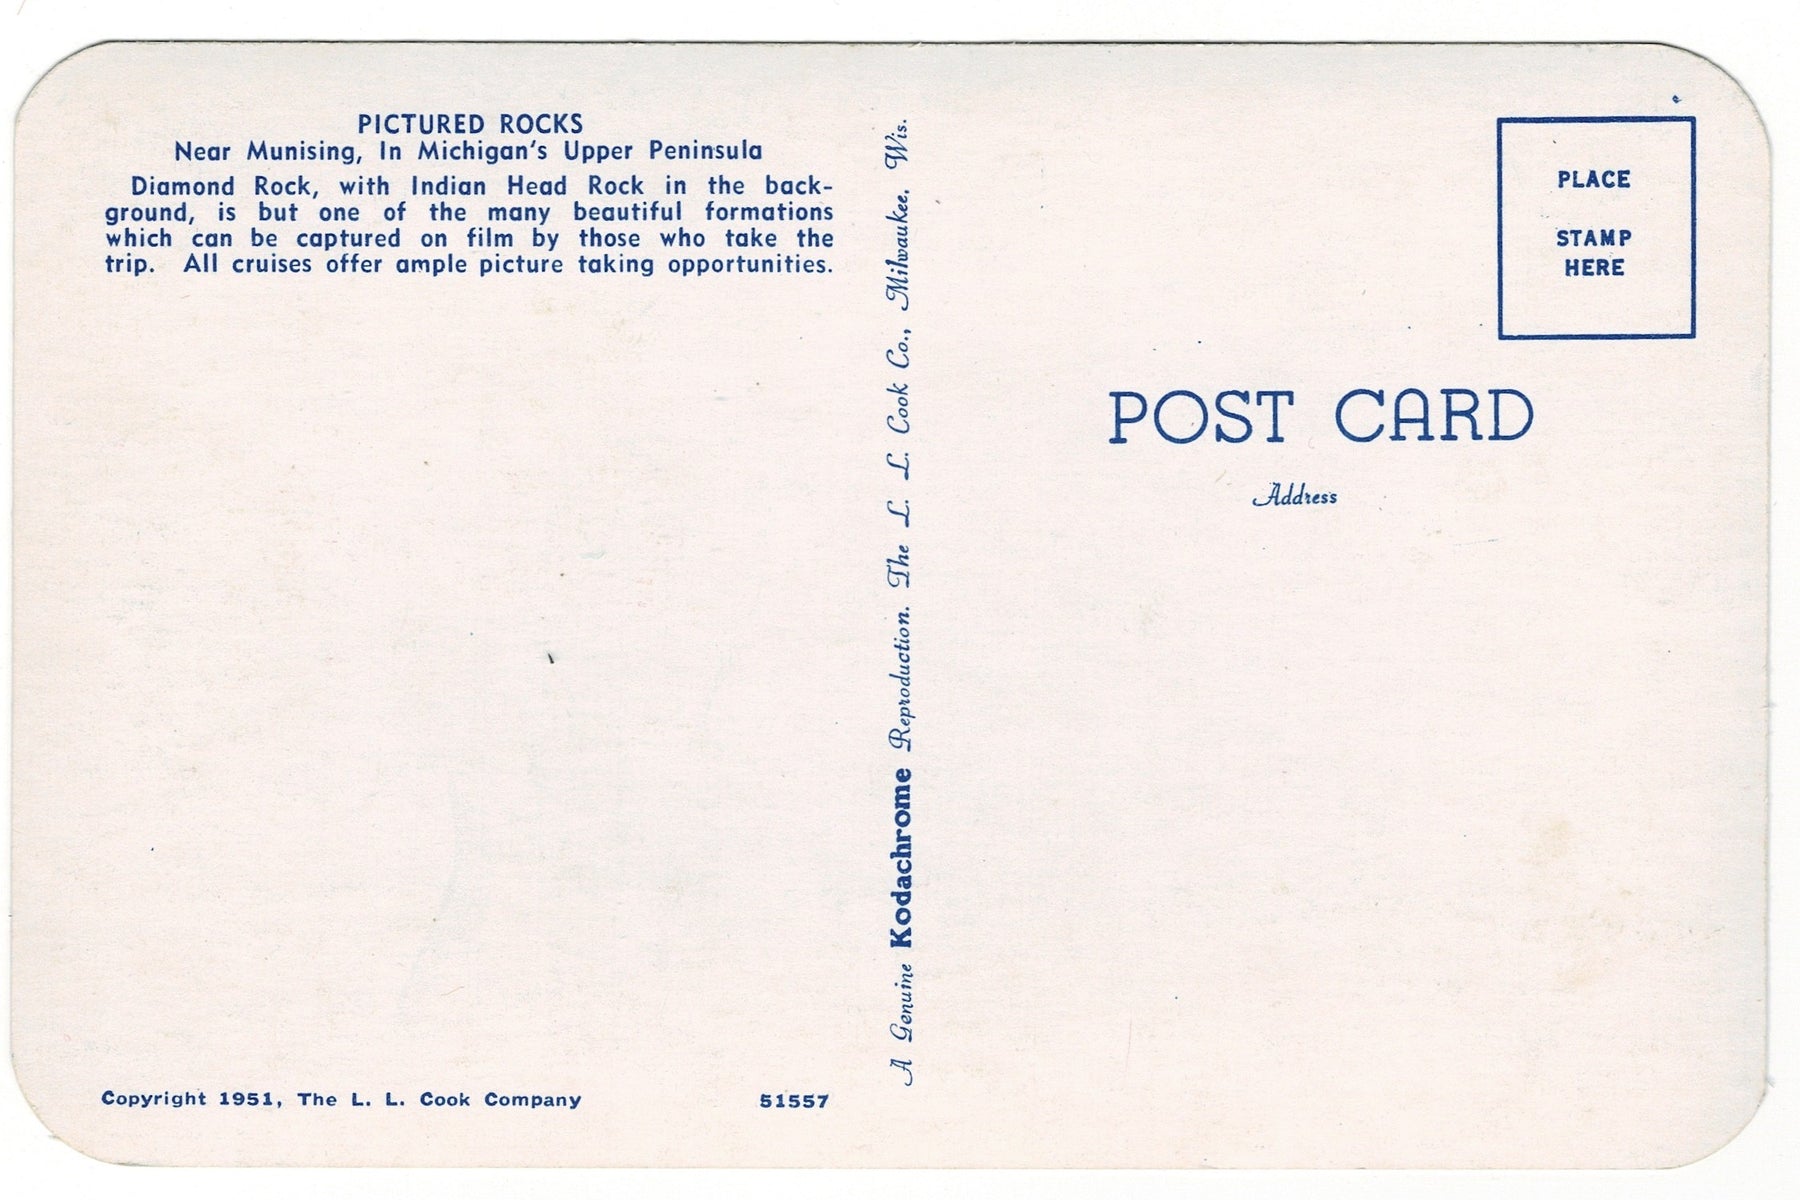 PICTURED ROCKS
Near Munising, In Michigan's Upper Peninsula
Diamond Rock, with Indian Head Rock in the back-
ground, is but one of the many beautiful formations
which can be captured on film by those who take the
trip. All cruises offer ample picture taking opportunities.
Copyright 1951, The L. L. Cook Company
51557
A Genuine Kodachrome Reproduction. The L. L. Cook Co., Milwaukee. Wis.
PLACE
STAMP
HERE
POST CARD
Address